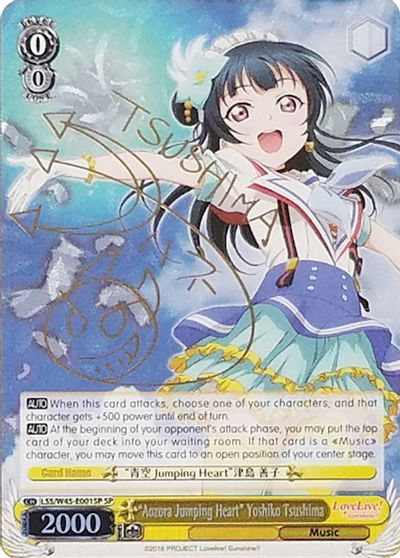 LEVEL
0
0
COST
TSUSHIMA
AUTO When this card attacks, choose one of your characters, and that
character gets +500 power until end of turn.
AUTO At the beginning of your opponent's attack phase, you may put the top
card of your deck into your waiting room. If that card is a «Music»
character, you may move this card to an open position of your center stage.
Card Name
"青空 Jumping Heart"津島 善子
CH LSS/W45-E001SP SP
2000
"Aozora Jumping Heart" Yoshiko Tsushima
LoveLive!
Sunshine!!
Music
©2016 PROJECT Lovelive! Sunshine!!